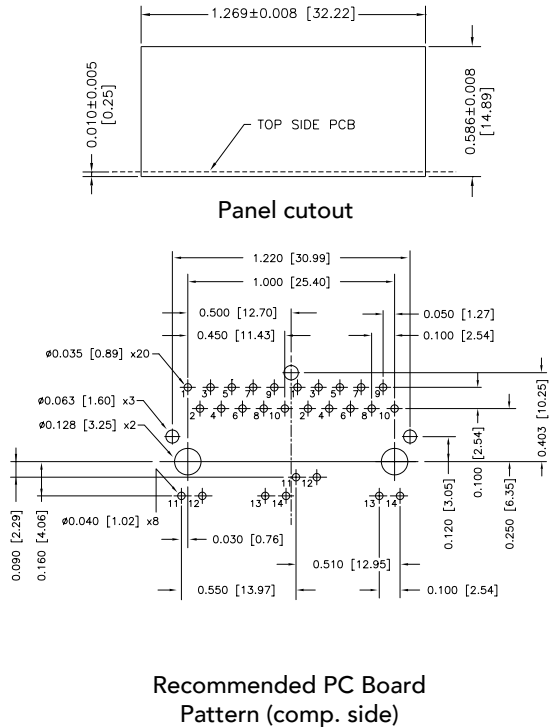 1.269±0.008 [32.22]
0.010±0.005
[0.25]
0.586±0.008
[14.89]
TOP SIDE PCB
Panel cutout
1.220 [30.99]
1.000 [25.40]
0.500 [12.70]
0.050 [1.27]
0.450 [11.43]
0.100 [2.54]
ø0.035 [0.89] x20
1 3 5 7 9 1 3 5 7 9
2 4 6 8 10 2 4 6 8 10
ø0.063 [1.60] x3
ø0.128 [3.25] x2
11 12
11 12 13 14 13 14
ø0.040 [1.02] x8
0.090 [2.29]
0.160 [4.06]
0.120 [3.05]
0.100 [2.54]
0.250 [6.35]
0.403 [10.25]
0.030 [0.76]
0.510 [12.95]
0.550 [13.97]
0.100 [2.54]
Recommended PC Board
Pattern (comp. side)